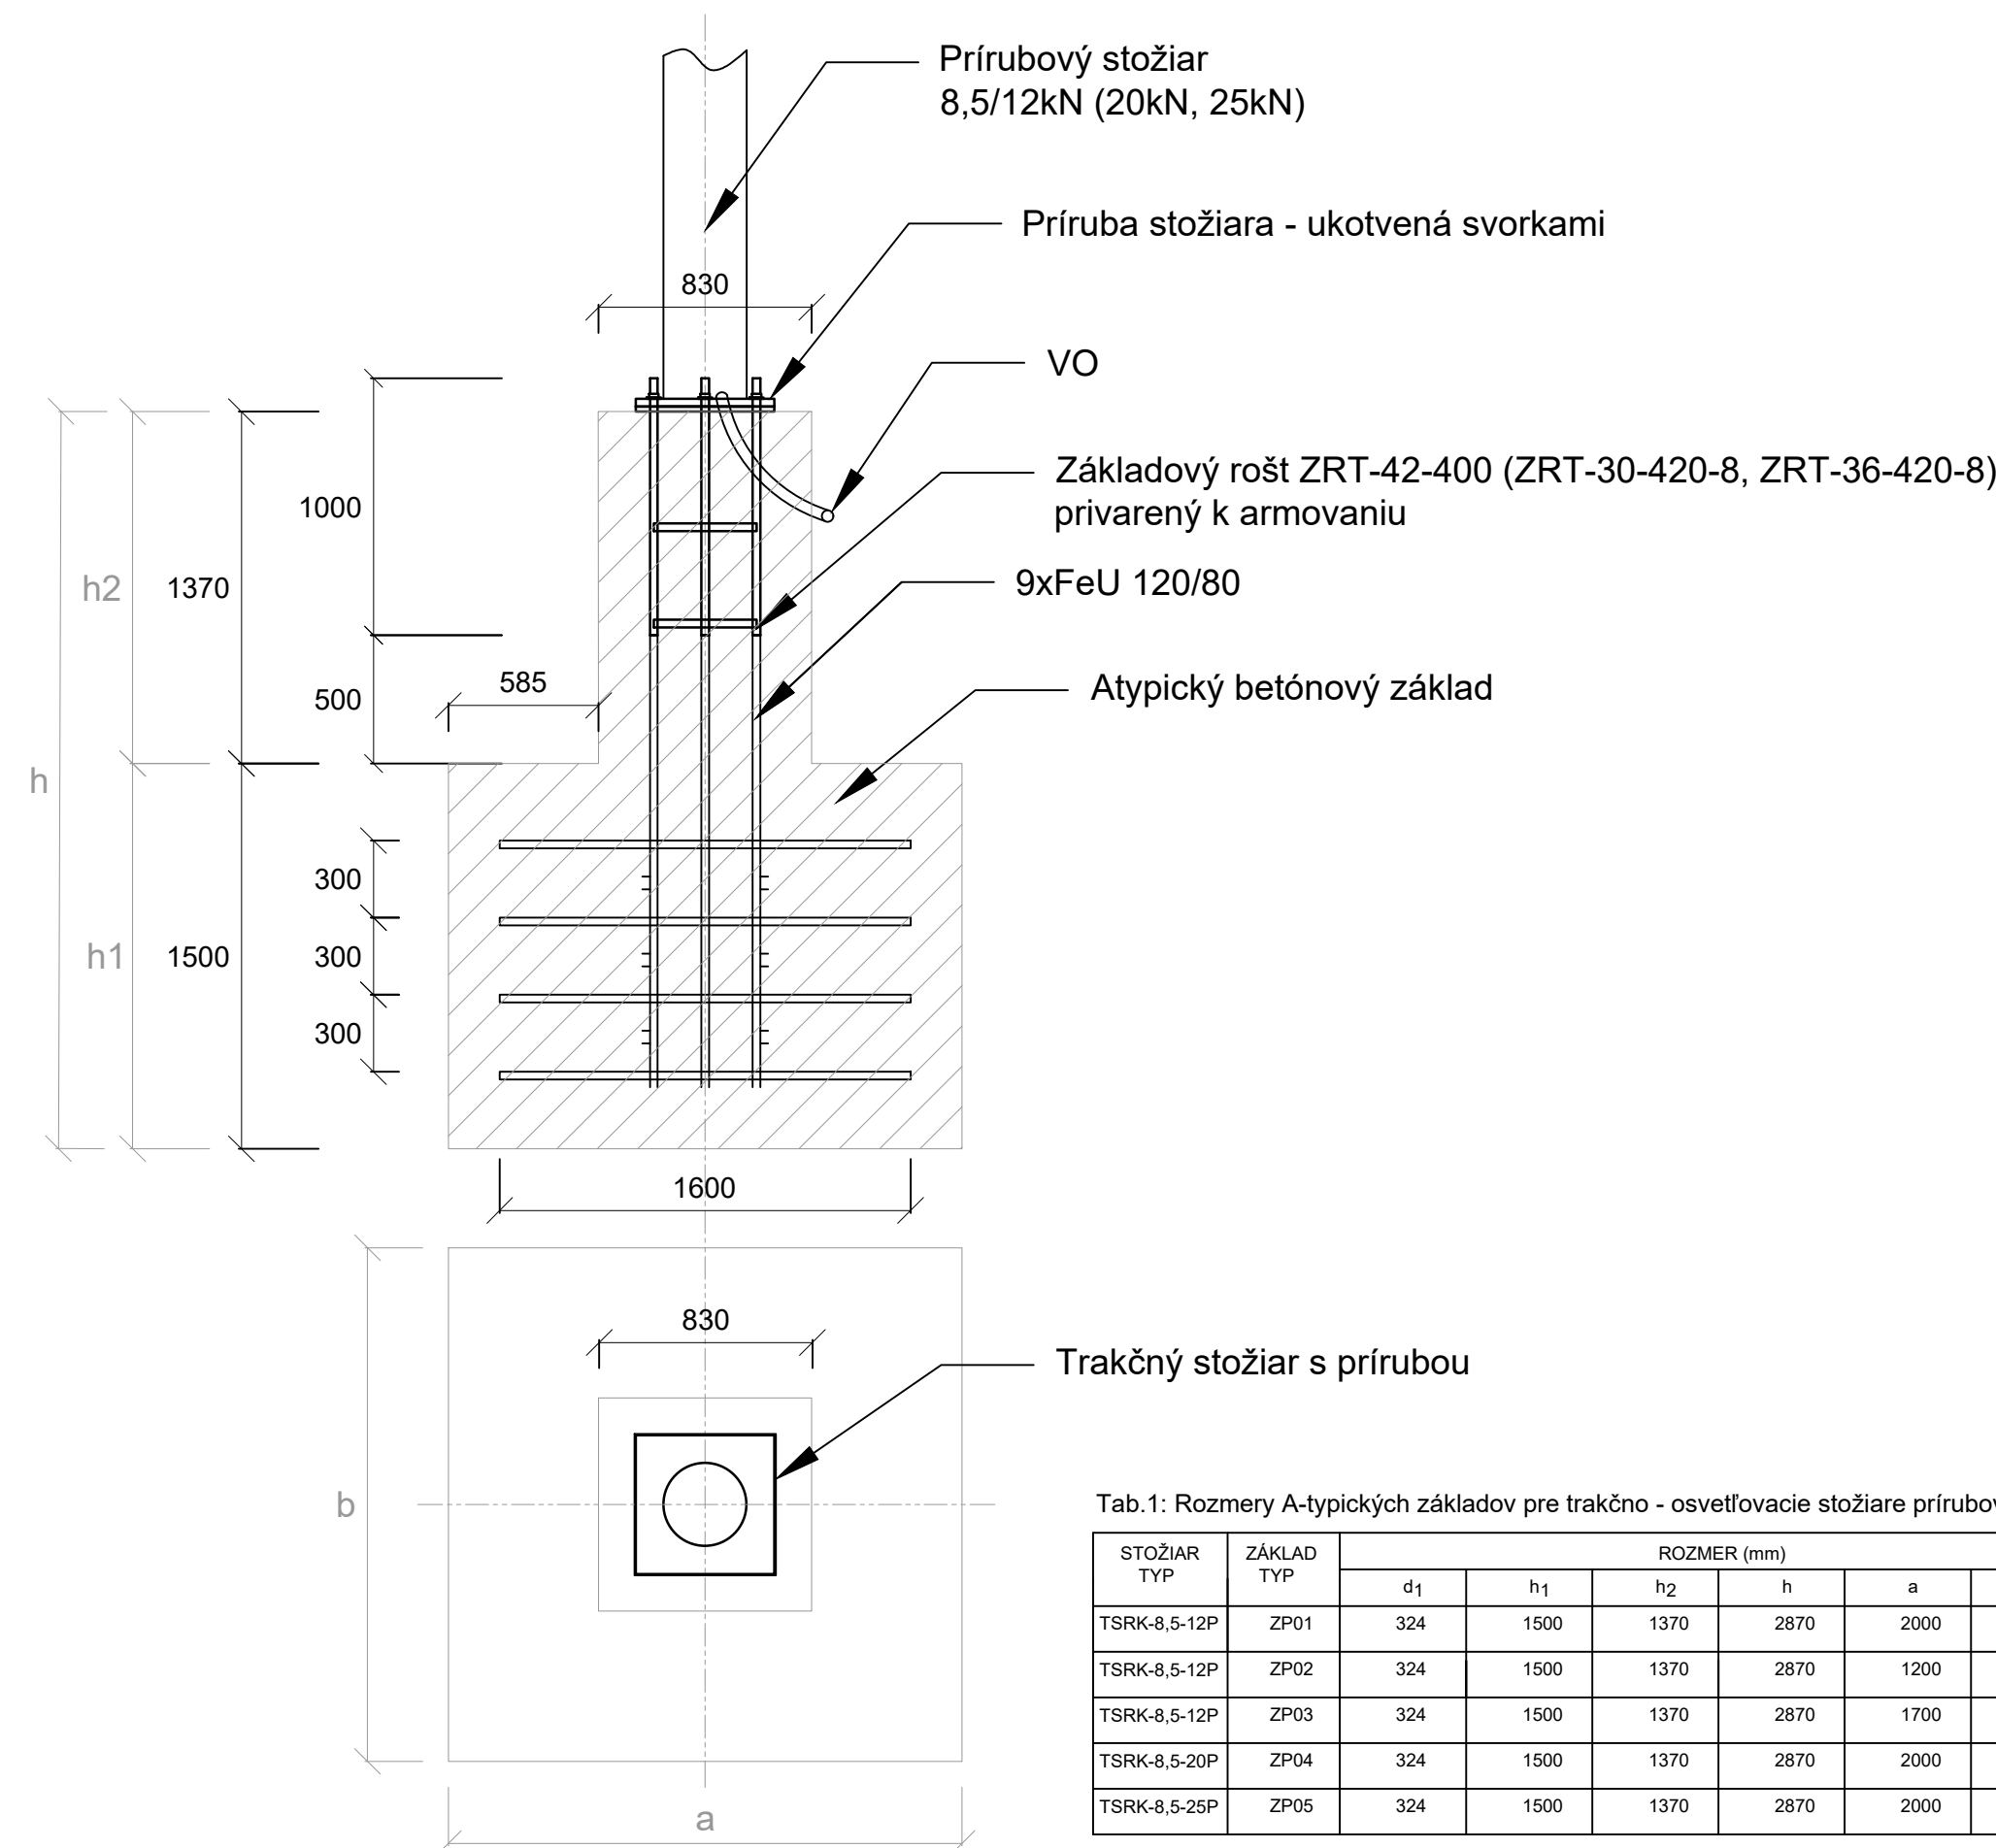 Prírubový stožiar
8,5/12kN (20kN, 25kN)
Príruba stožiara - ukotvená svorkami
830
VO
Základový rošt ZRT-42-400 (ZRT-30-420-8, ZRT-36-420-8)
privarený k armovaniu
1000
9xFeU 120/80
h2
1370
585
500
Atypický betónový základ
h
300
h1
1500
300
300
1600
830
Trakčný stožiar s prírubou
b
a
Tab.1: Rozmery A-typických základov pre trakčno - osvetľovacie stožiare
STOŽIAR TYP ZÁKLAD TYP ROZMER (mm)
d1 h1 h2 h a
TSRK-8,5-12P ZP01 324 1500 1370 2870 2000
TSRK-8,5-12P ZP02 324 1500 1370 2870 1200
TSRK-8,5-12P ZP03 324 1500 1370 2870 1700
TSRK-8,5-20P ZP04 324 1500 1370 2870 2000
TSRK-8,5-25P ZP05 324 1500 1370 2870 2000